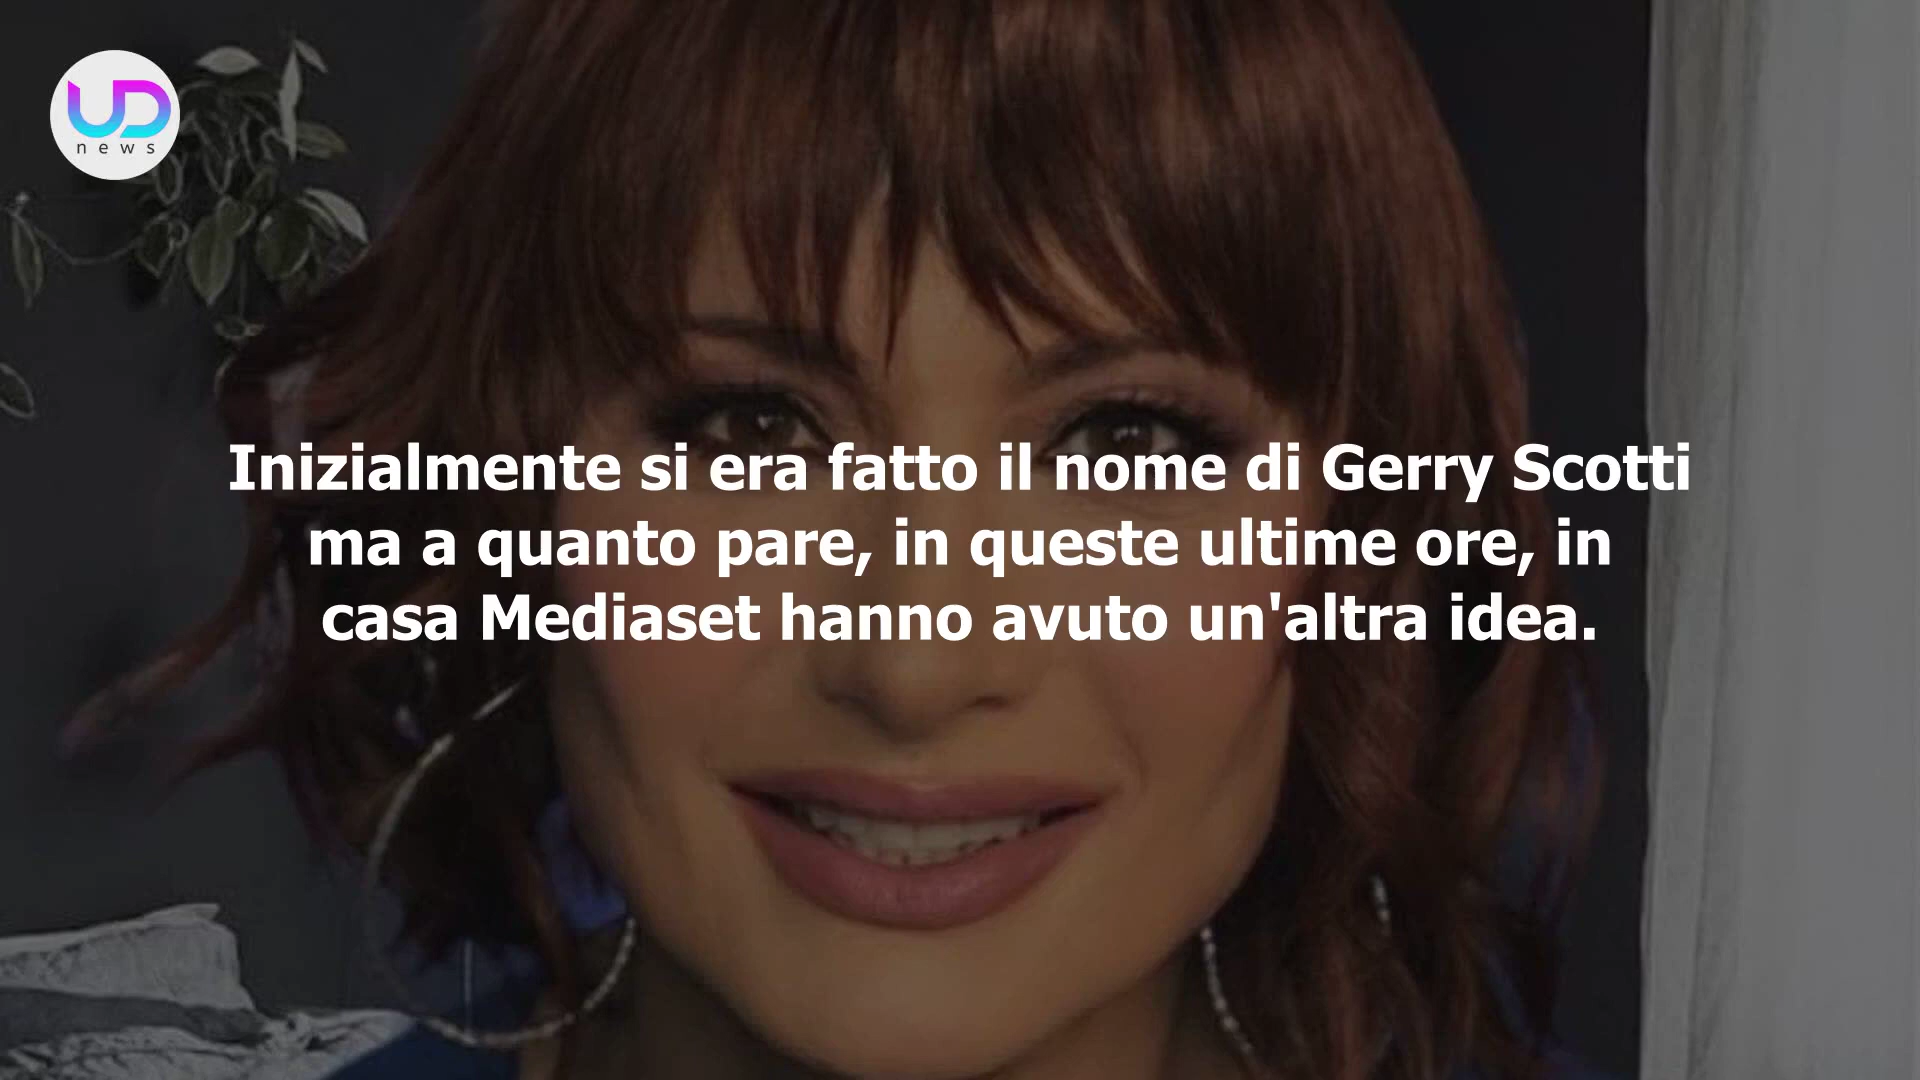 UD
news
Inizialmente si era fatto il nome di Gerry Scotti
ma a quanto pare, in queste ultime ore, in
casa Mediaset hanno avuto un'altra idea.